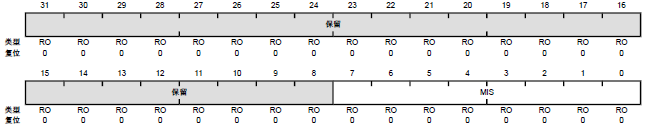 31 30 29 28 27 26 25 24 23 22 21 20 19 18 17 16
保留
类型 RO RO RO RO RO RO RO RO RO RO RO RO RO RO RO RO
复位 0 0 0 0 0 0 0 0 0 0 0 0 0 0 0 0
15 14 13 12 11 10 9 8 7 6 5 4 3 2 1 0
保留 MIS
类型 RO RO RO RO RO RO RO RO RO RO RO RO RO RO RO RO
复位 0 0 0 0 0 0 0 0 0 0 0 0 0 0 0 0